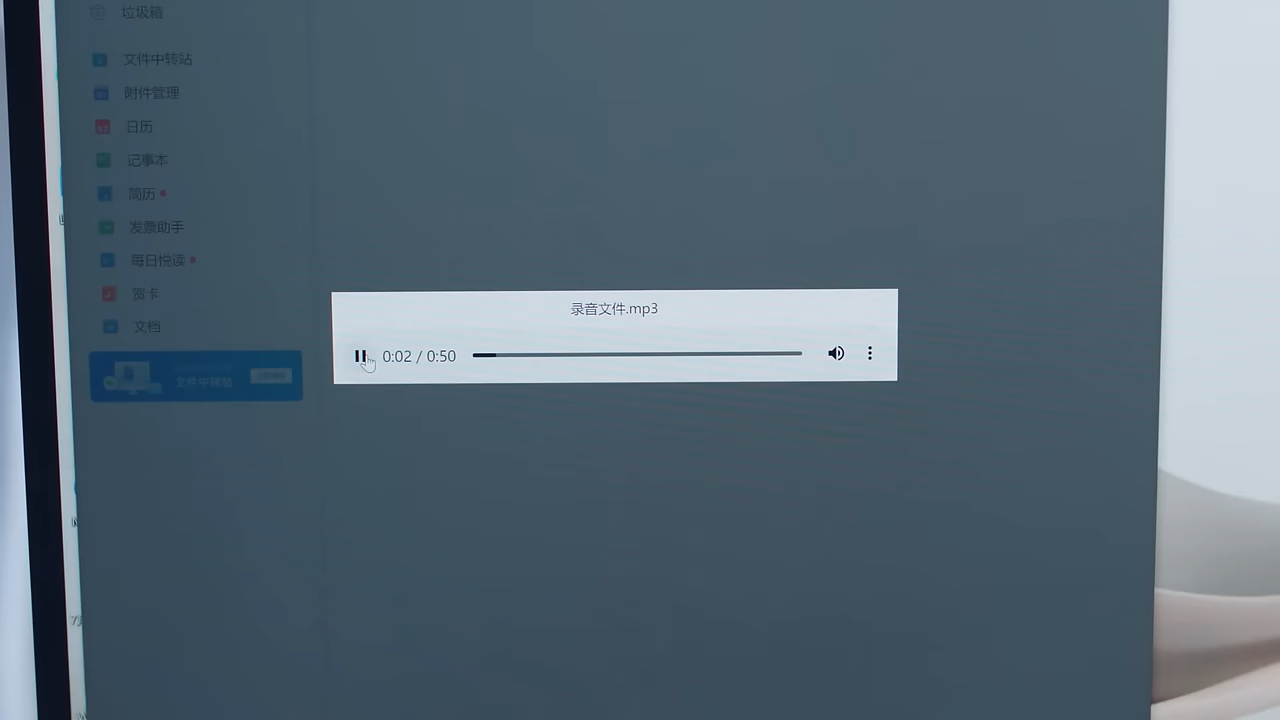 垃圾箱
文件中转站
附件管理
日历
记事本
简历
发票助手
每日悦读
贺卡
文档
文件中转站
录音文件.mp3
0:02 / 0:50